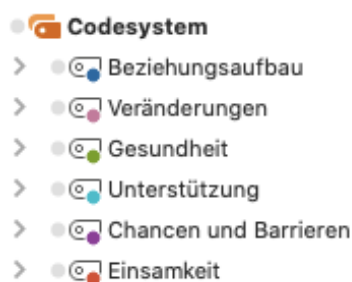 Codesystem
Beziehungsaufbau
Veränderungen
Gesundheit
Unterstützung
Chancen und Barrieren
Einsamkeit